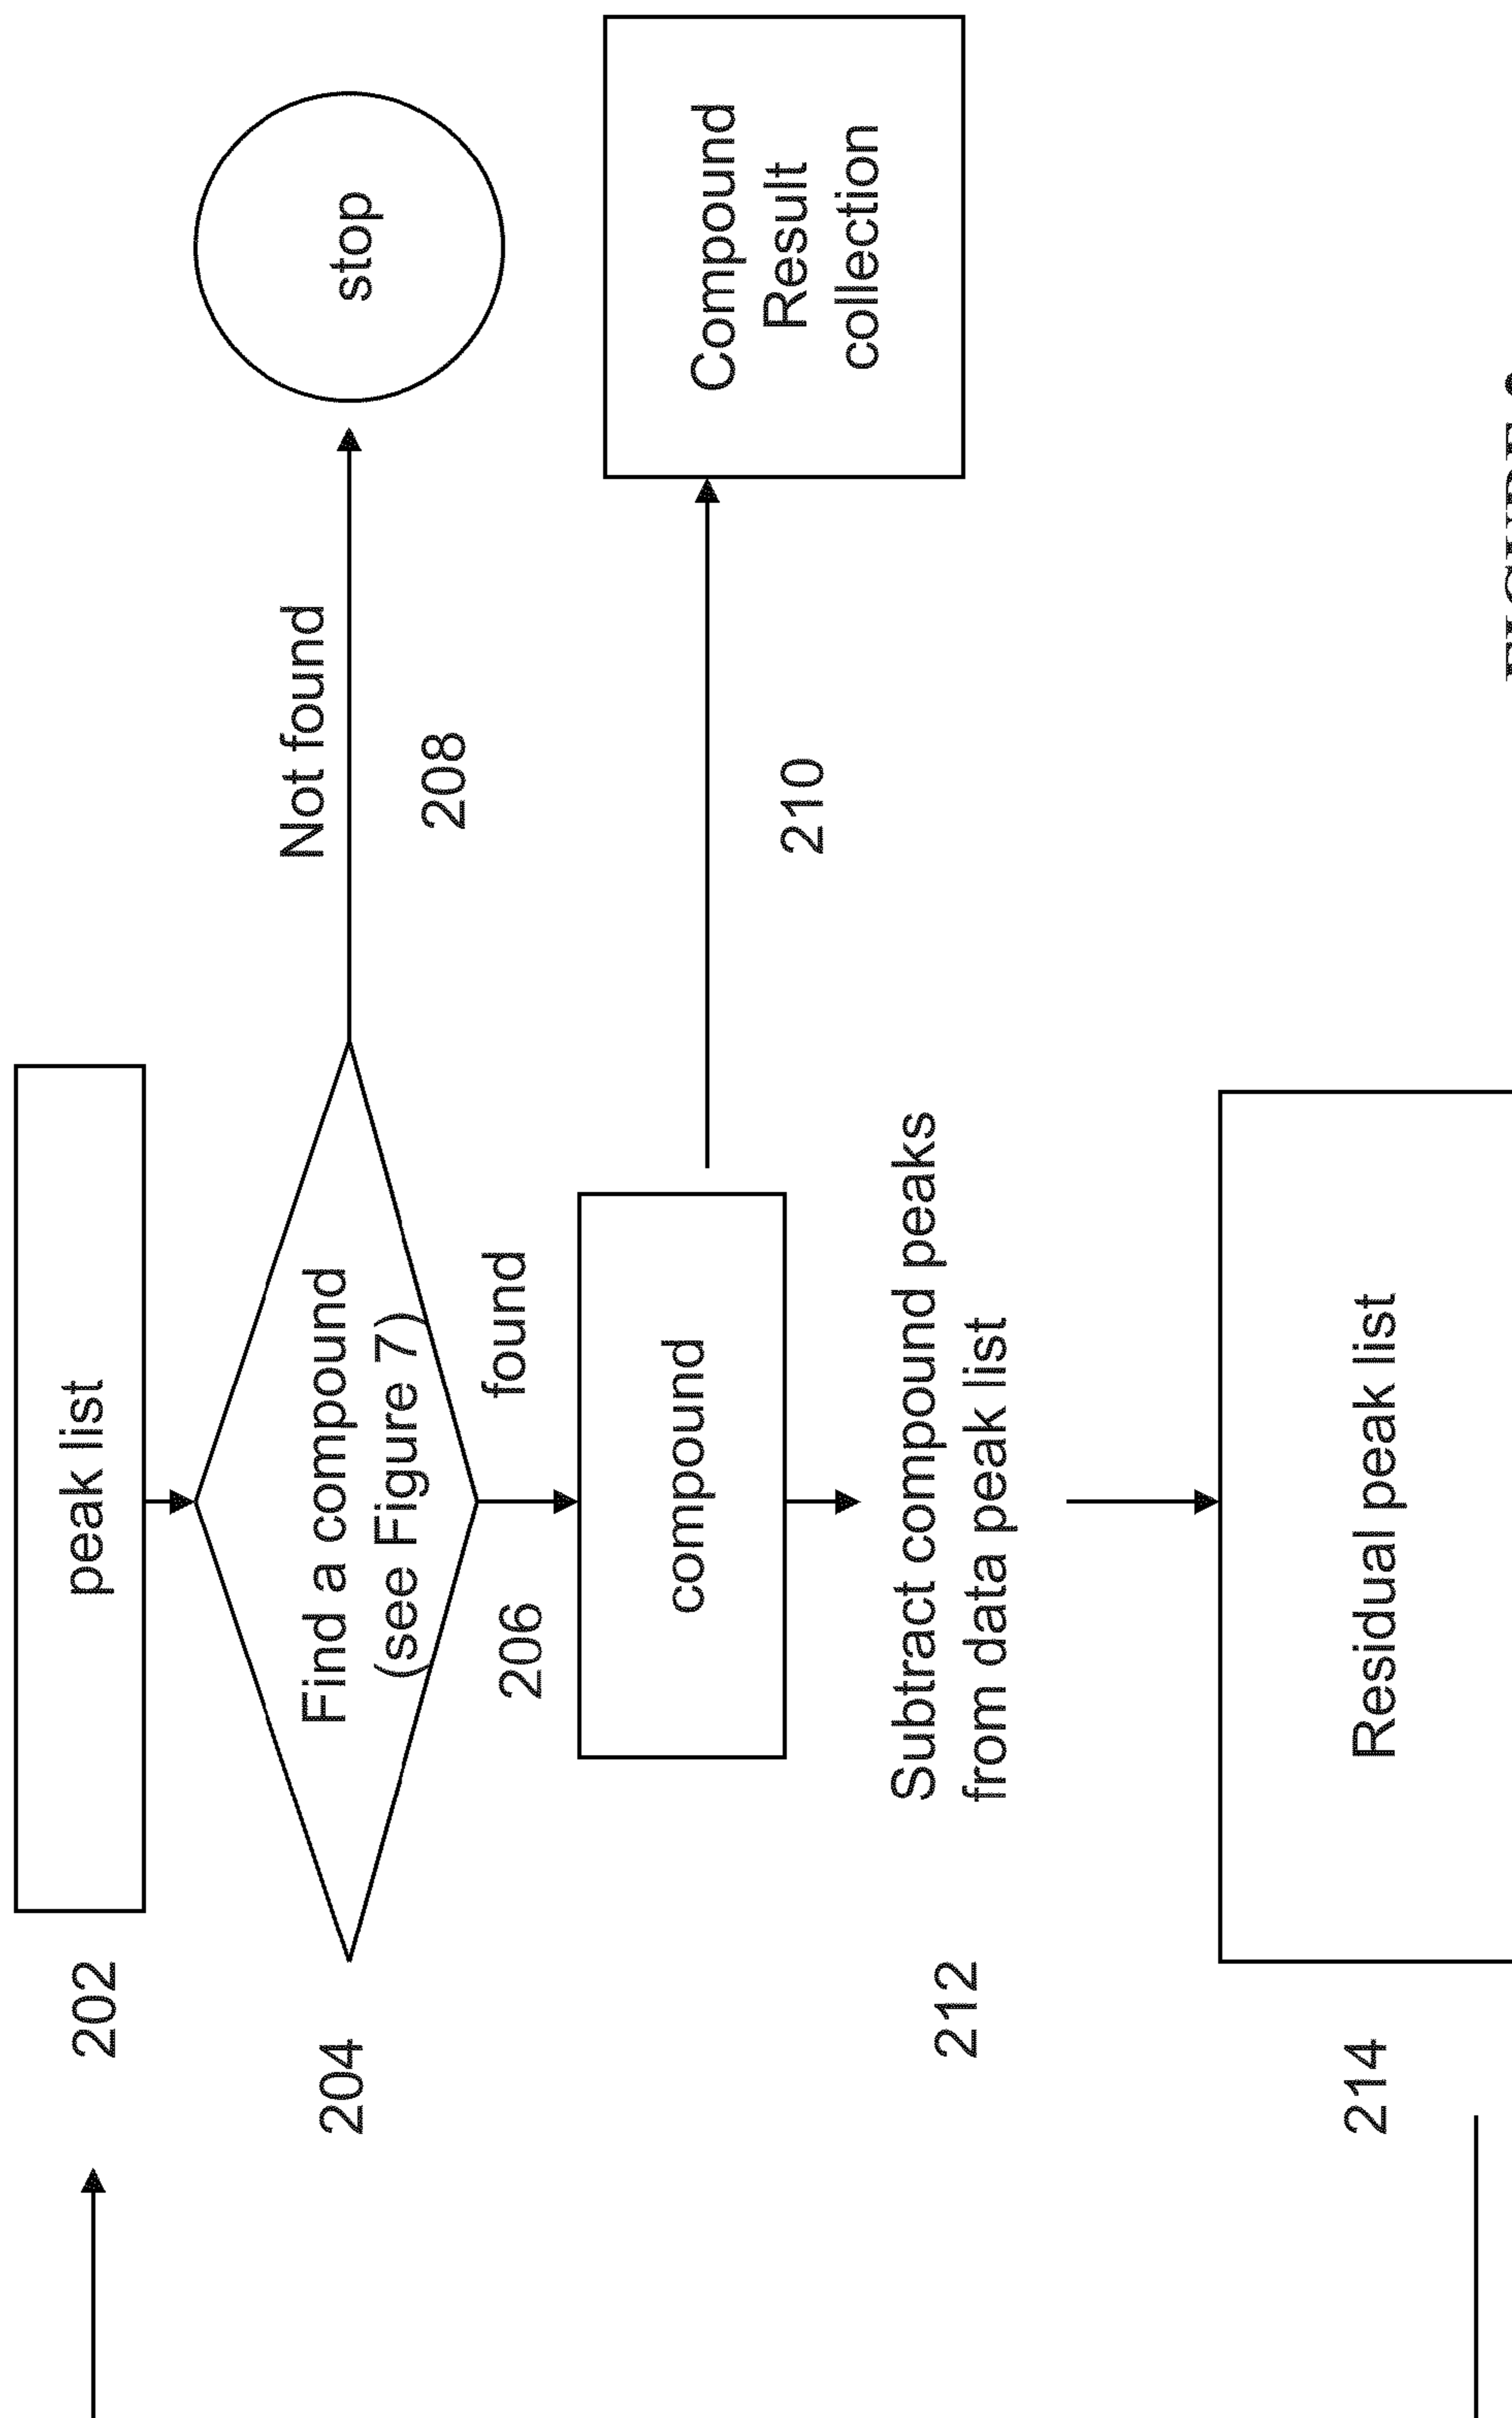 202
peak list
204
Find a compound
(see Figure 7)
Not found
208
stop
206
found
compound
210
Compound
Result
collection
212
Subtract compound peaks
from data peak list
214
Residual peak list